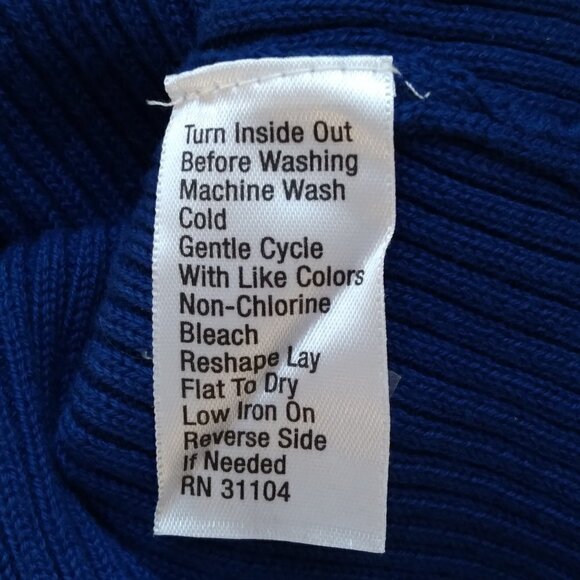 Turn Inside Out
Before Washing
Machine Wash
Cold
Gentle Cycle
With Like Colors
Non-Chlorine
Bleach
Reshape Lay
Flat To Dry
Low Iron On
Reverse Side
If Needed
RN 31104